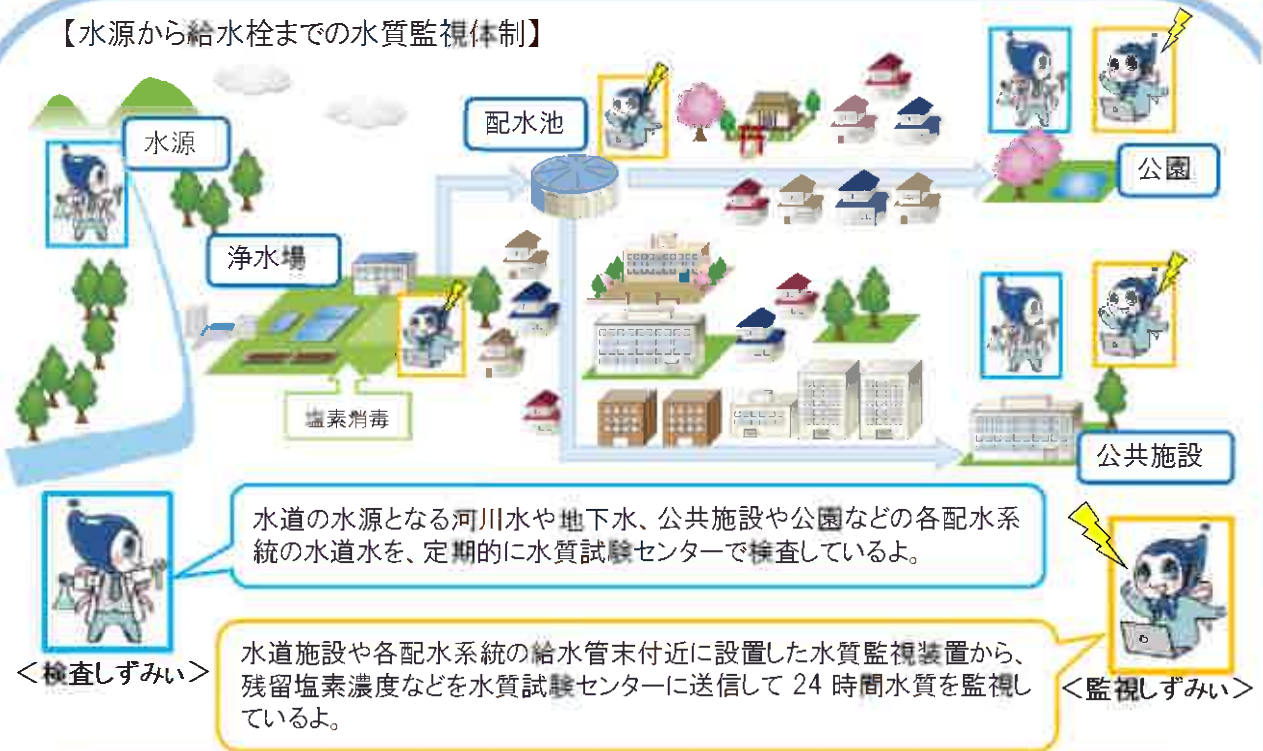 【水源から給水栓までの水質監視体制】
水源
配水池
公園
浄水場
塩素消毒
公共施設
水道の水源となる河川水や地下水、公共施設や公園などの各配水系
統の水道水を、定期的に水質試験センターで検査しているよ。
＜検査しずみぃ＞
水道施設や各配水系統の給水管末付近に設置した水質監視装置から、
残留塩素濃度などを水質試験センターに送信して 24 時間水質を監視し
ているよ。
＜監視しずみぃ＞